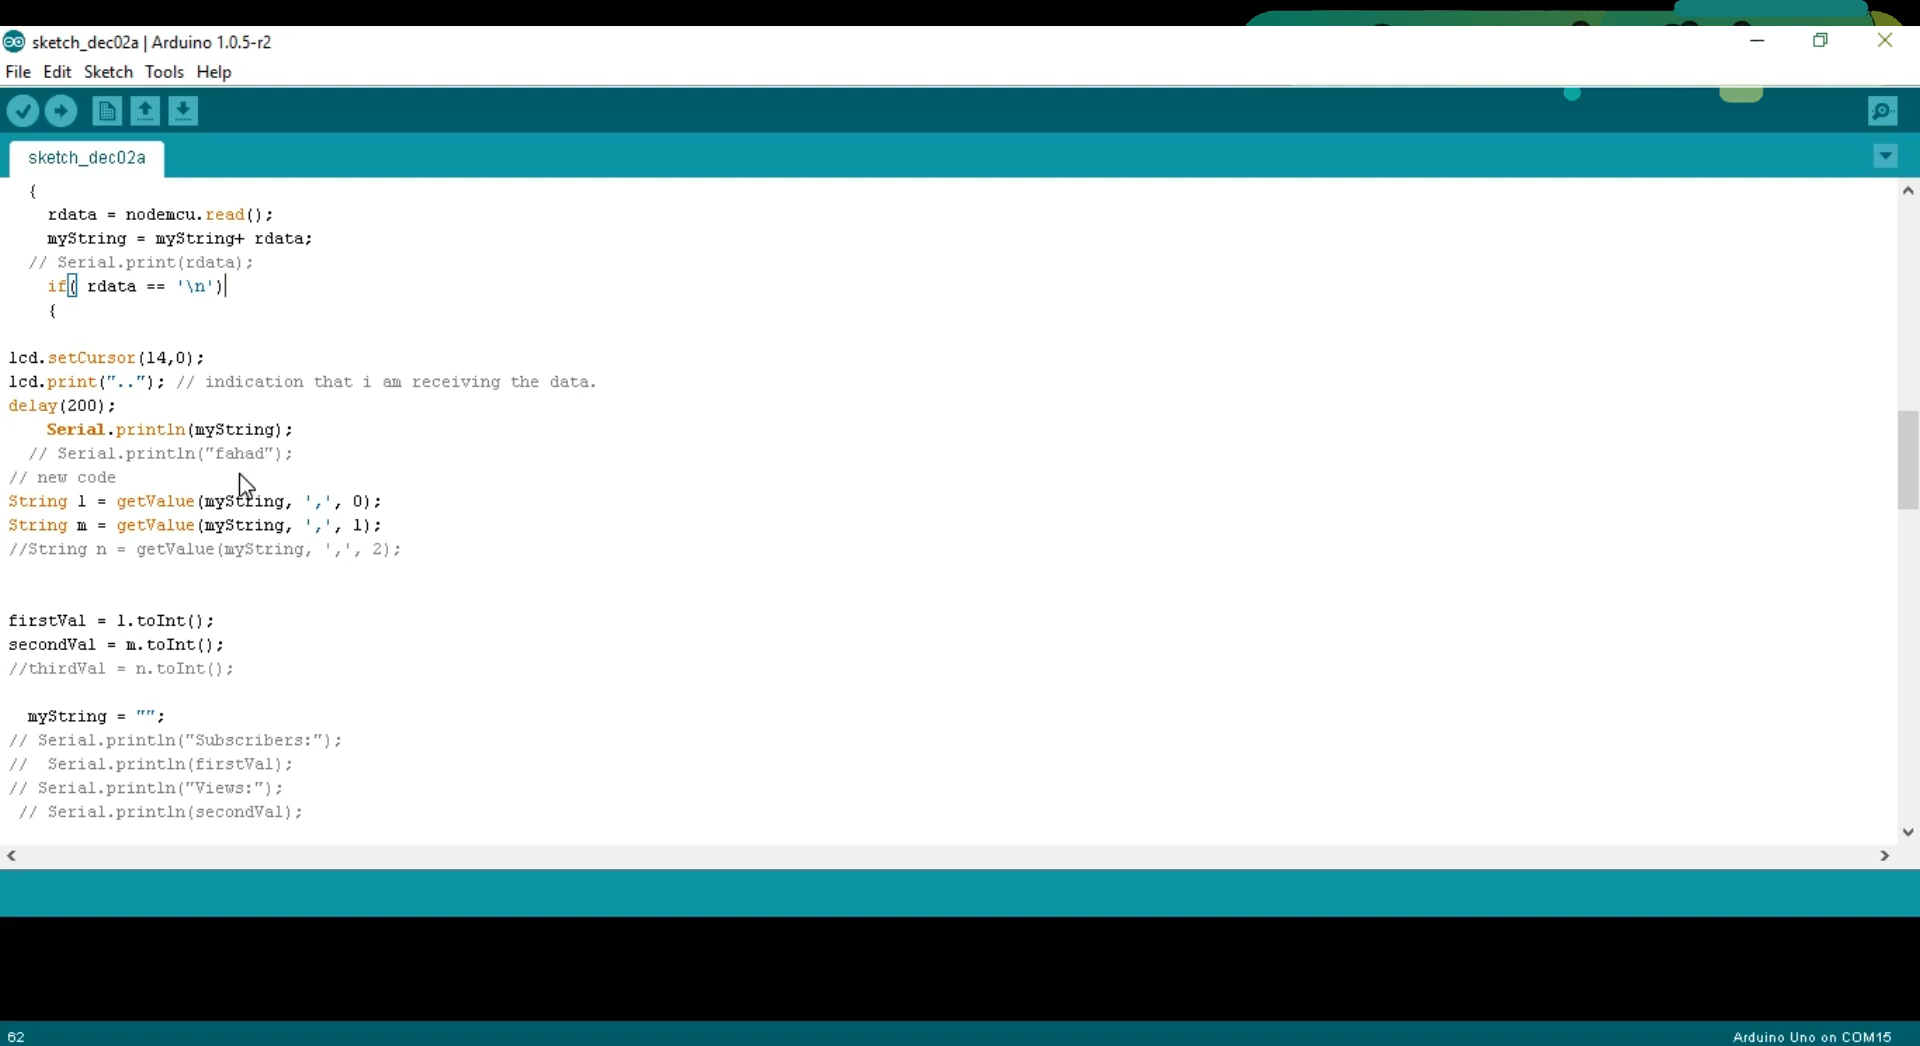 sketch_dec02a | Arduino 1.0.5-r2
File Edit Sketch Tools Help
sketch_dec02a
{
rdata = nodemcu.read();
myString = myString+ rdata;
// Serial.print(rdata);
if( rdata == '\n')
{
lcd.setCursor(14,0);
lcd.print(".."); // indication that i am receiving the data.
delay(200);
Serial.println(myString);
// Serial.println("fahad");
// new code
String l = getValue(myString, ',', 0);
String m = getValue(myString, ',', 1);
//String n = getValue(myString, ',', 2);
firstVal = l.toInt();
secondVal = m.toInt();
//thirdVal = n.toInt();
myString = "";
// Serial.println("Subscribers:");
//  Serial.println(firstVal);
// Serial.println("Views:");
// Serial.println(secondVal);
62
Arduino Uno on COM15